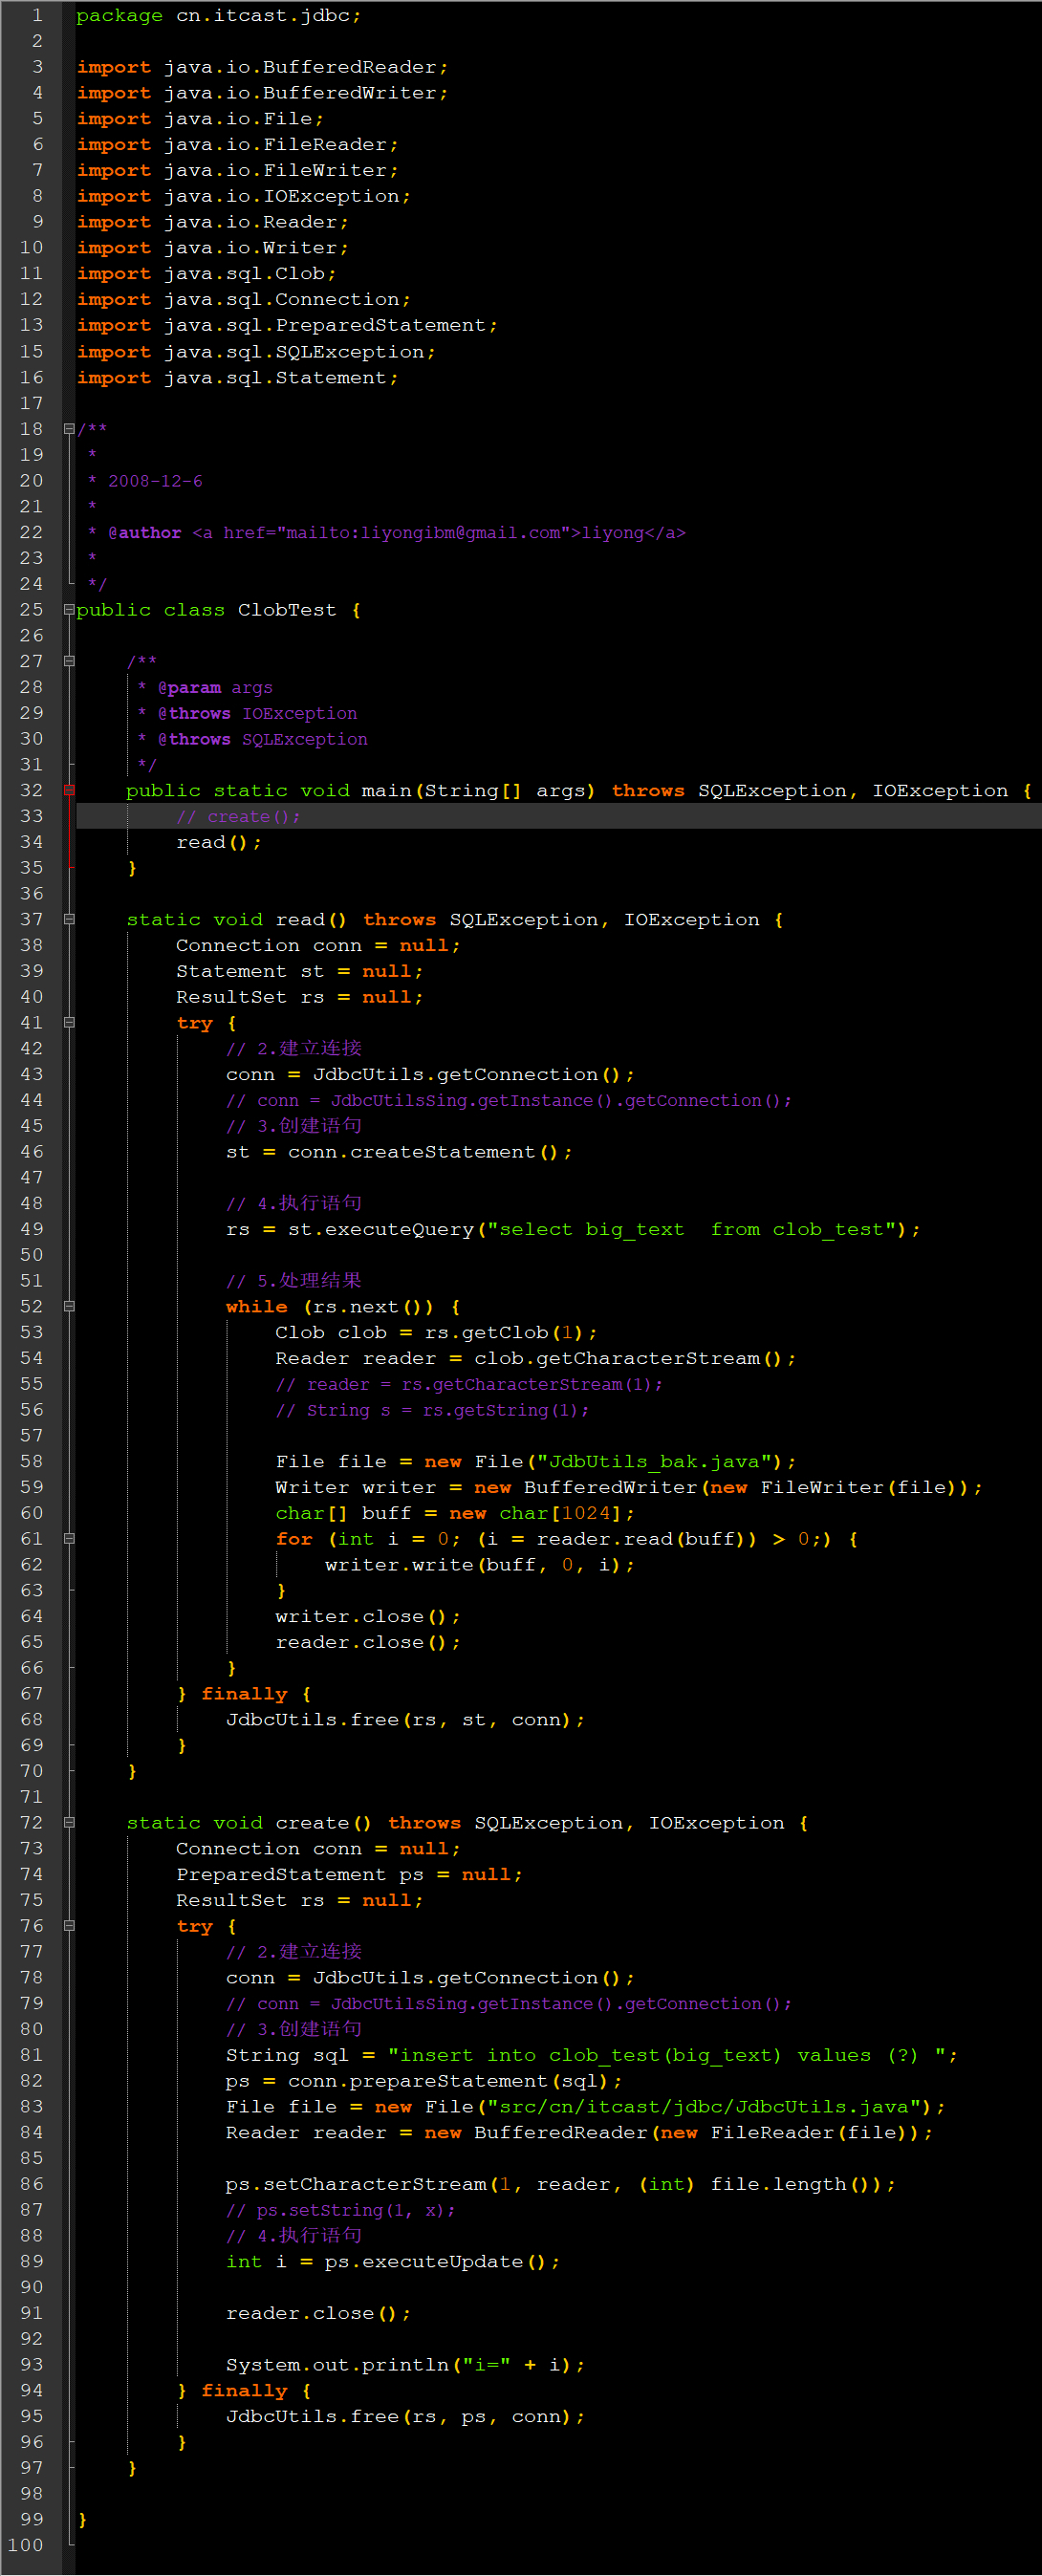 1 package cn.itcast.jdbc;
2
3 import java.io.BufferedReader;
4 import java.io.BufferedWriter;
5 import java.io.File;
6 import java.io.FileReader;
7 import java.io.FileWriter;
8 import java.io.IOException;
9 import java.io.Reader;
10 import java.io.Writer;
11 import java.sql.Clob;
12 import java.sql.Connection;
13 import java.sql.PreparedStatement;
15 import java.sql.SQLException;
16 import java.sql.Statement;
17
18 /**
19  *
20  * 2008-12-6
21  *
22  * @author <a href="mailto:liyongibm@gmail.com">liyong</a>
23  *
24  */
25 public class ClobTest {
26
27     /**
28      * @param args
29      * @throws IOException
30      * @throws SQLException
31      */
32     public static void main(String[] args) throws SQLException, IOException {
33         // create();
34         read();
35     }
36
37     static void read() throws SQLException, IOException {
38         Connection conn = null;
39         Statement st = null;
40         ResultSet rs = null;
41         try {
42             // 2.建立连接
43             conn = JdbcUtils.getConnection();
44             // conn = JdbcUtilsSing.getInstance().getConnection();
45             // 3.创建语句
46             st = conn.createStatement();
47
48             // 4.执行语句
49             rs = st.executeQuery("select big_text  from clob_test");
50
51             // 5.处理结果
52             while (rs.next()) {
53                 Clob clob = rs.getClob(1);
54                 Reader reader = clob.getCharacterStream();
55                 // reader = rs.getCharacterStream(1);
56                 // String s = rs.getString(1);
57
58                 File file = new File("JdbUtils_bak.java");
59                 Writer writer = new BufferedWriter(new FileWriter(file));
60                 char[] buff = new char[1024];
61                 for (int i = 0; (i = reader.read(buff)) > 0;) {
62                     writer.write(buff, 0, i);
63                 }
64                 writer.close();
65                 reader.close();
66             }
67         } finally {
68             JdbcUtils.free(rs, st, conn);
69         }
70     }
71
72     static void create() throws SQLException, IOException {
73         Connection conn = null;
74         PreparedStatement ps = null;
75         ResultSet rs = null;
76         try {
77             // 2.建立连接
78             conn = JdbcUtils.getConnection();
79             // conn = JdbcUtilsSing.getInstance().getConnection();
80             // 3.创建语句
81             String sql = "insert into clob_test(big_text) values (?) ";
82             ps = conn.prepareStatement(sql);
83             File file = new File("src/cn/itcast/jdbc/JdbcUtils.java");
84             Reader reader = new BufferedReader(new FileReader(file));
85
86             ps.setCharacterStream(1, reader, (int) file.length());
87             // ps.setString(1, x);
88             // 4.执行语句
89             int i = ps.executeUpdate();
90
91             reader.close();
92
93             System.out.println("i=" + i);
94         } finally {
95             JdbcUtils.free(rs, ps, conn);
96         }
97     }
98
99 }
100